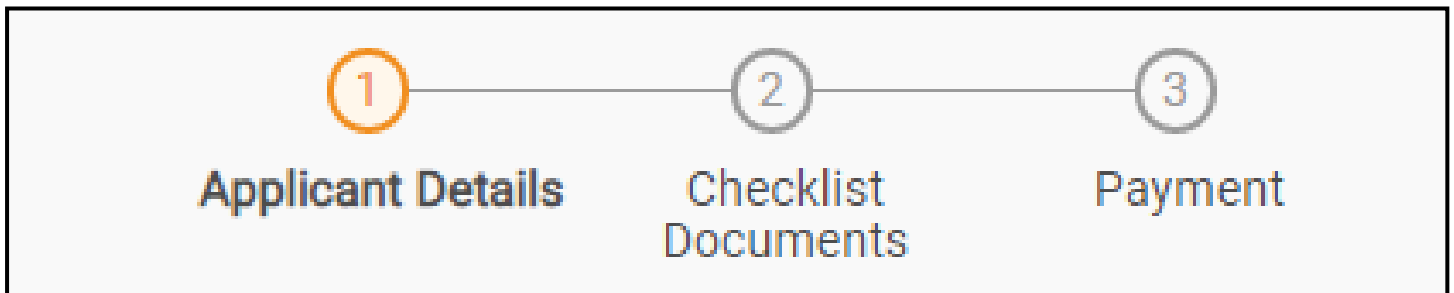 1
2
3
Applicant Details
Checklist
Documents
Payment